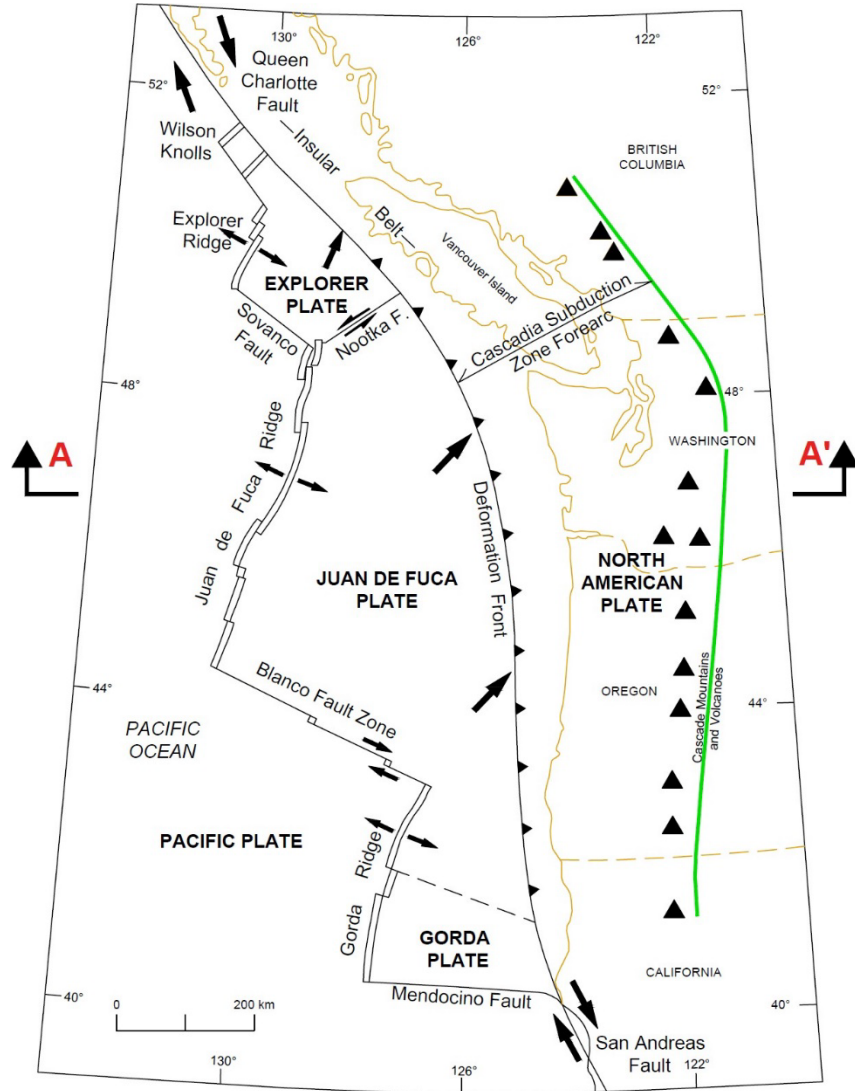 130°
126°
122°
52°
52°
Queen
Charlotte
Fault
Wilson
Knolls
Insular
Belt
BRITISH
COLUMBIA
Explorer
Ridge
EXPLORER
PLATE
Vancouver Island
Sovanco
Fault
Nootka F.
Cascadia Subduction
Zone Forearc
48°
48°
A
A'
WASHINGTON
Juan de Fuca Ridge
Deformation Front
JUAN DE FUCA
PLATE
NORTH
AMERICAN
PLATE
Blanco Fault Zone
OREGON
Cascade Mountains
and Volcanoes
44°
44°
PACIFIC
OCEAN
PACIFIC PLATE
Gorda Ridge
GORDA
PLATE
CALIFORNIA
Mendocino Fault
40°
40°
0
200 km
San Andreas
Fault
130°
126°
122°